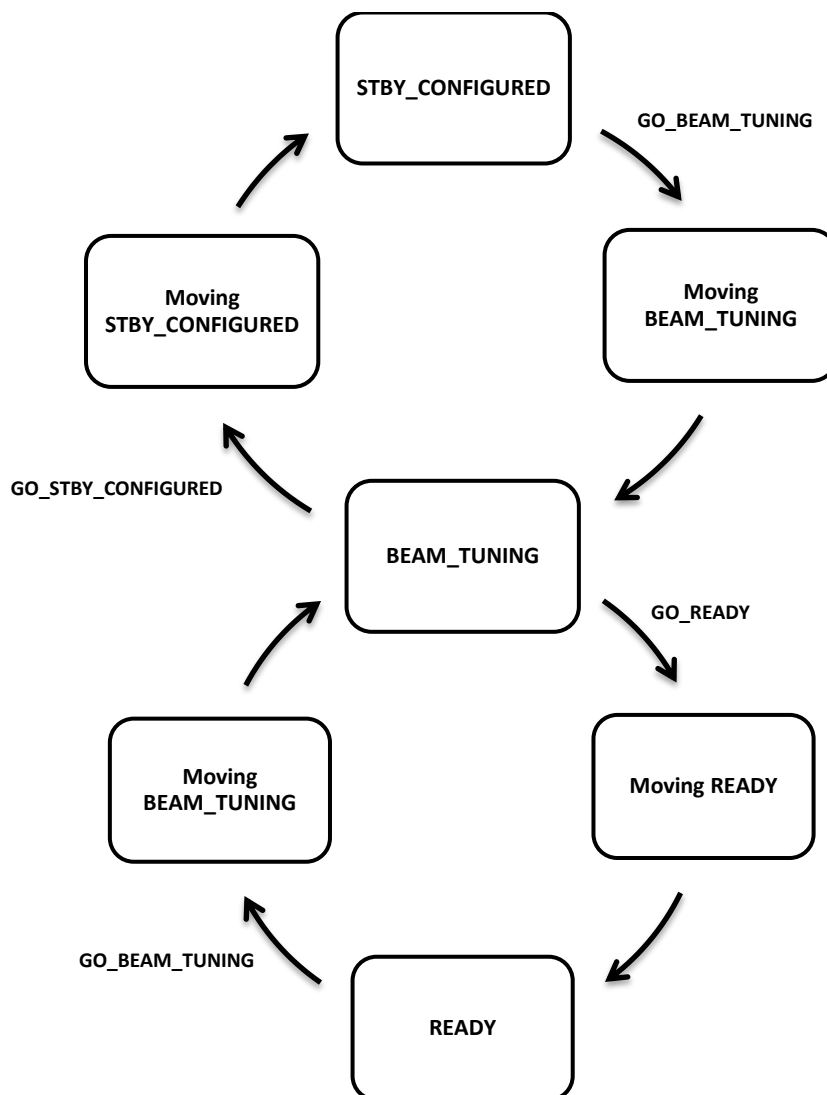 STBY_CONFIGURED
GO_BEAM_TUNING
Moving
STBY_CONFIGURED
Moving
BEAM_TUNING
GO_STBY_CONFIGURED
BEAM_TUNING
GO_READY
Moving
BEAM_TUNING
Moving READY
GO_BEAM_TUNING
READY